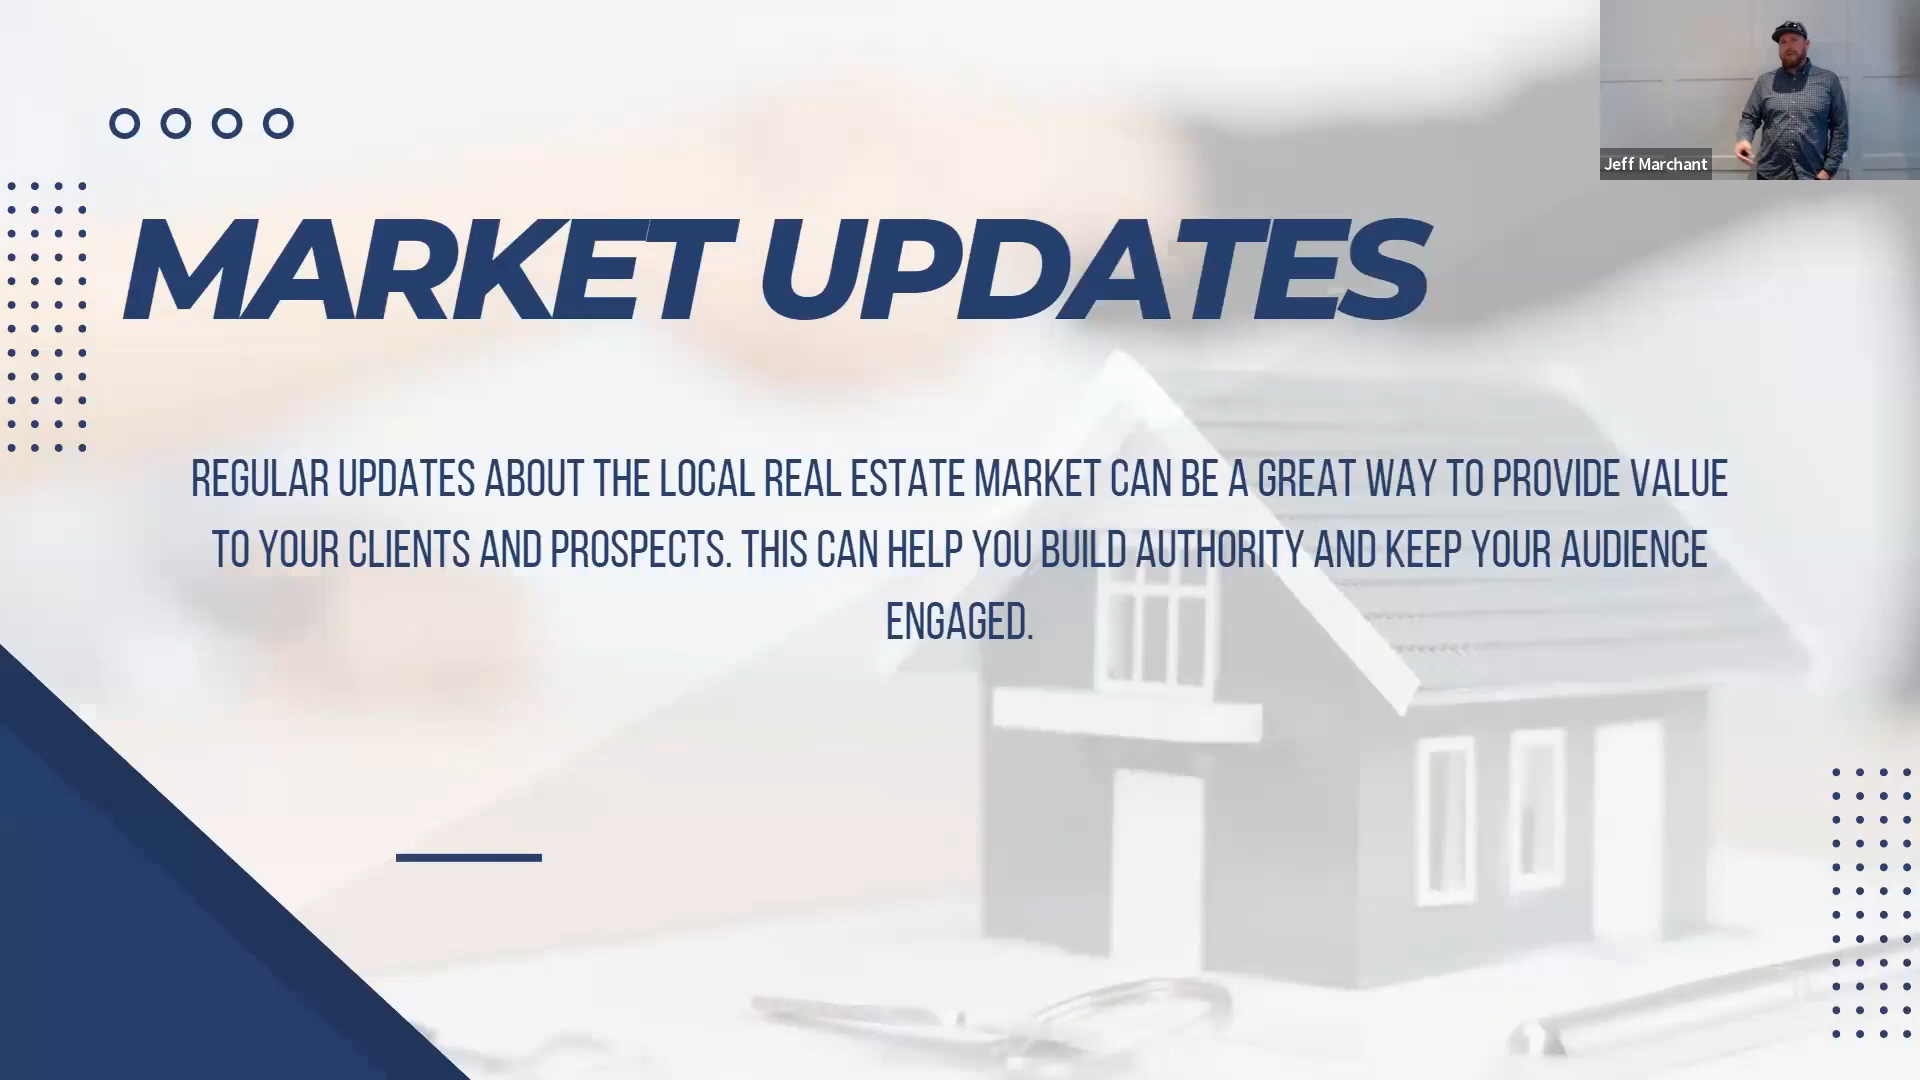 Jeff Marchant
MARKET UPDATES
REGULAR UPDATES ABOUT THE LOCAL REAL ESTATE MARKET CAN BE A GREAT WAY TO PROVIDE VALUE
TO YOUR CLIENTS AND PROSPECTS. THIS CAN HELP YOU BUILD AUTHORITY AND KEEP YOUR AUDIENCE
ENGAGED.